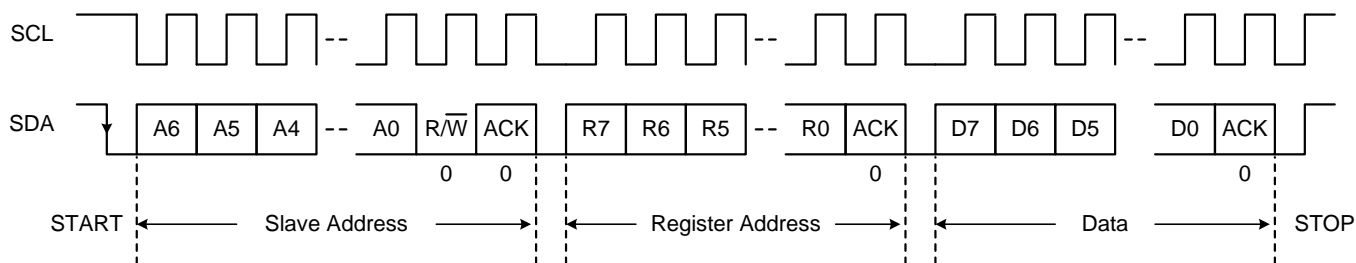 SCL -- -- --
SDA A6 A5 A4 -- A0 R/W̅ ACK R7 R6 R5 -- R0 ACK D7 D6 D5 -- D0 ACK
0 0 0 0
START Slave Address Register Address Data STOP